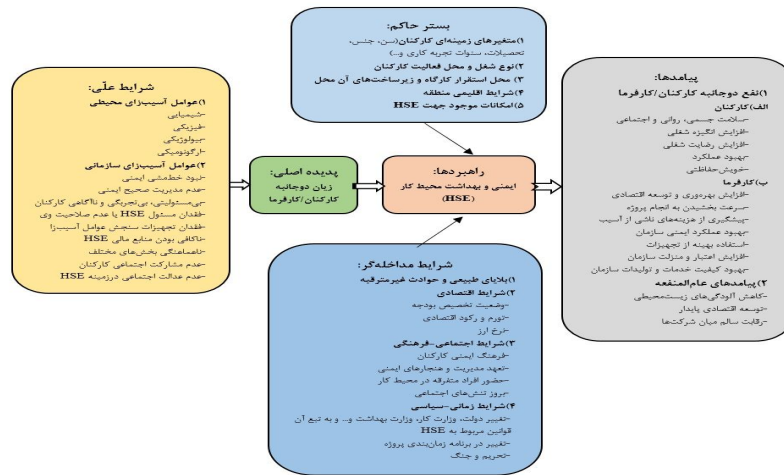 بستر حاکم:
۱)متغیرهای زمینه‌ای کارکنان(سن، جنس،
تحصیلات، سنوات تجربه کاری و...)
۲)نوع شغل و محل فعالیت کارکنان
۳) محل استقرار کارگاه و زیرساخت‌های آن محل
۴)شرایط اقلیمی منطقه
۵)امکانات موجود جهت HSE
شرایط علّی:
۱)عوامل آسیب‌زای محیطی
-شیمیایی
-فیزیکی
-بیولوژیکی
-ارگونومیکی
۲)عوامل آسیب‌زای سازمانی
-نبود خط‌مشی ایمنی
-عدم مدیریت صحیح ایمنی
-بی‌مسئولیتی، بی‌تجربگی و ناآگاهی کارکنان
-فقدان مسئول HSE یا عدم صلاحیت وی
-فقدان تجهیزات سنجش عوامل آسیب‌زا
-ناکافی بودن منابع مالی HSE
-ناهماهنگی بخش‌های مختلف
-عدم مشارکت اجتماعی کارکنان
-عدم عدالت اجتماعی درزمینه HSE
پدیده اصلی:
زیان دوجانبه
کارکنان/کارفرما
راهبردها:
ایمنی و بهداشت محیط کار
(HSE)
شرایط مداخله‌گر:
۱)بلایای طبیعی و حوادث غیرمترقبه
۲)شرایط اقتصادی
-وضعیت تخصیص بودجه
-تورم و رکود اقتصادی
-نرخ ارز
۳)شرایط اجتماعی-فرهنگی
-فرهنگ ایمنی کارکنان
-تعهد مدیریت و هنجارهای ایمنی
-حضور افراد متفرقه در محیط کار
-بروز تنش‌های اجتماعی
۴)شرایط زمانی-سیاسی
-تغییر دولت، وزارت کار، وزارت بهداشت و... و به تبع آن
قوانین مربوط به HSE
-تغییر در برنامه زمان‌بندی پروژه
-تحریم و جنگ
پیامدها:
۱)نفع دوجانبه کارکنان/کارفرما
الف)کارکنان
-سلامت جسمی، روانی و اجتماعی
-افزایش انگیزه شغلی
-افزایش رضایت شغلی
-بهبود عملکرد
-خویش‌حفاظتی
ب)کارفرما
-افزایش بهره‌وری و توسعه اقتصادی
-سرعت بخشیدن به انجام پروژه
-پیشگیری از هزینه‌های ناشی از آسیب
-بهبود عملکرد ایمنی سازمان
-استفاده بهینه از تجهیزات
-افزایش اعتبار و منزلت سازمان
-بهبود کیفیت خدمات و تولیدات سازمان
۲)پیامدهای عام‌المنفعه
-کاهش آلودگی‌های زیست‌محیطی
-توسعه اقتصادی پایدار
-رقابت سالم میان شرکت‌ها